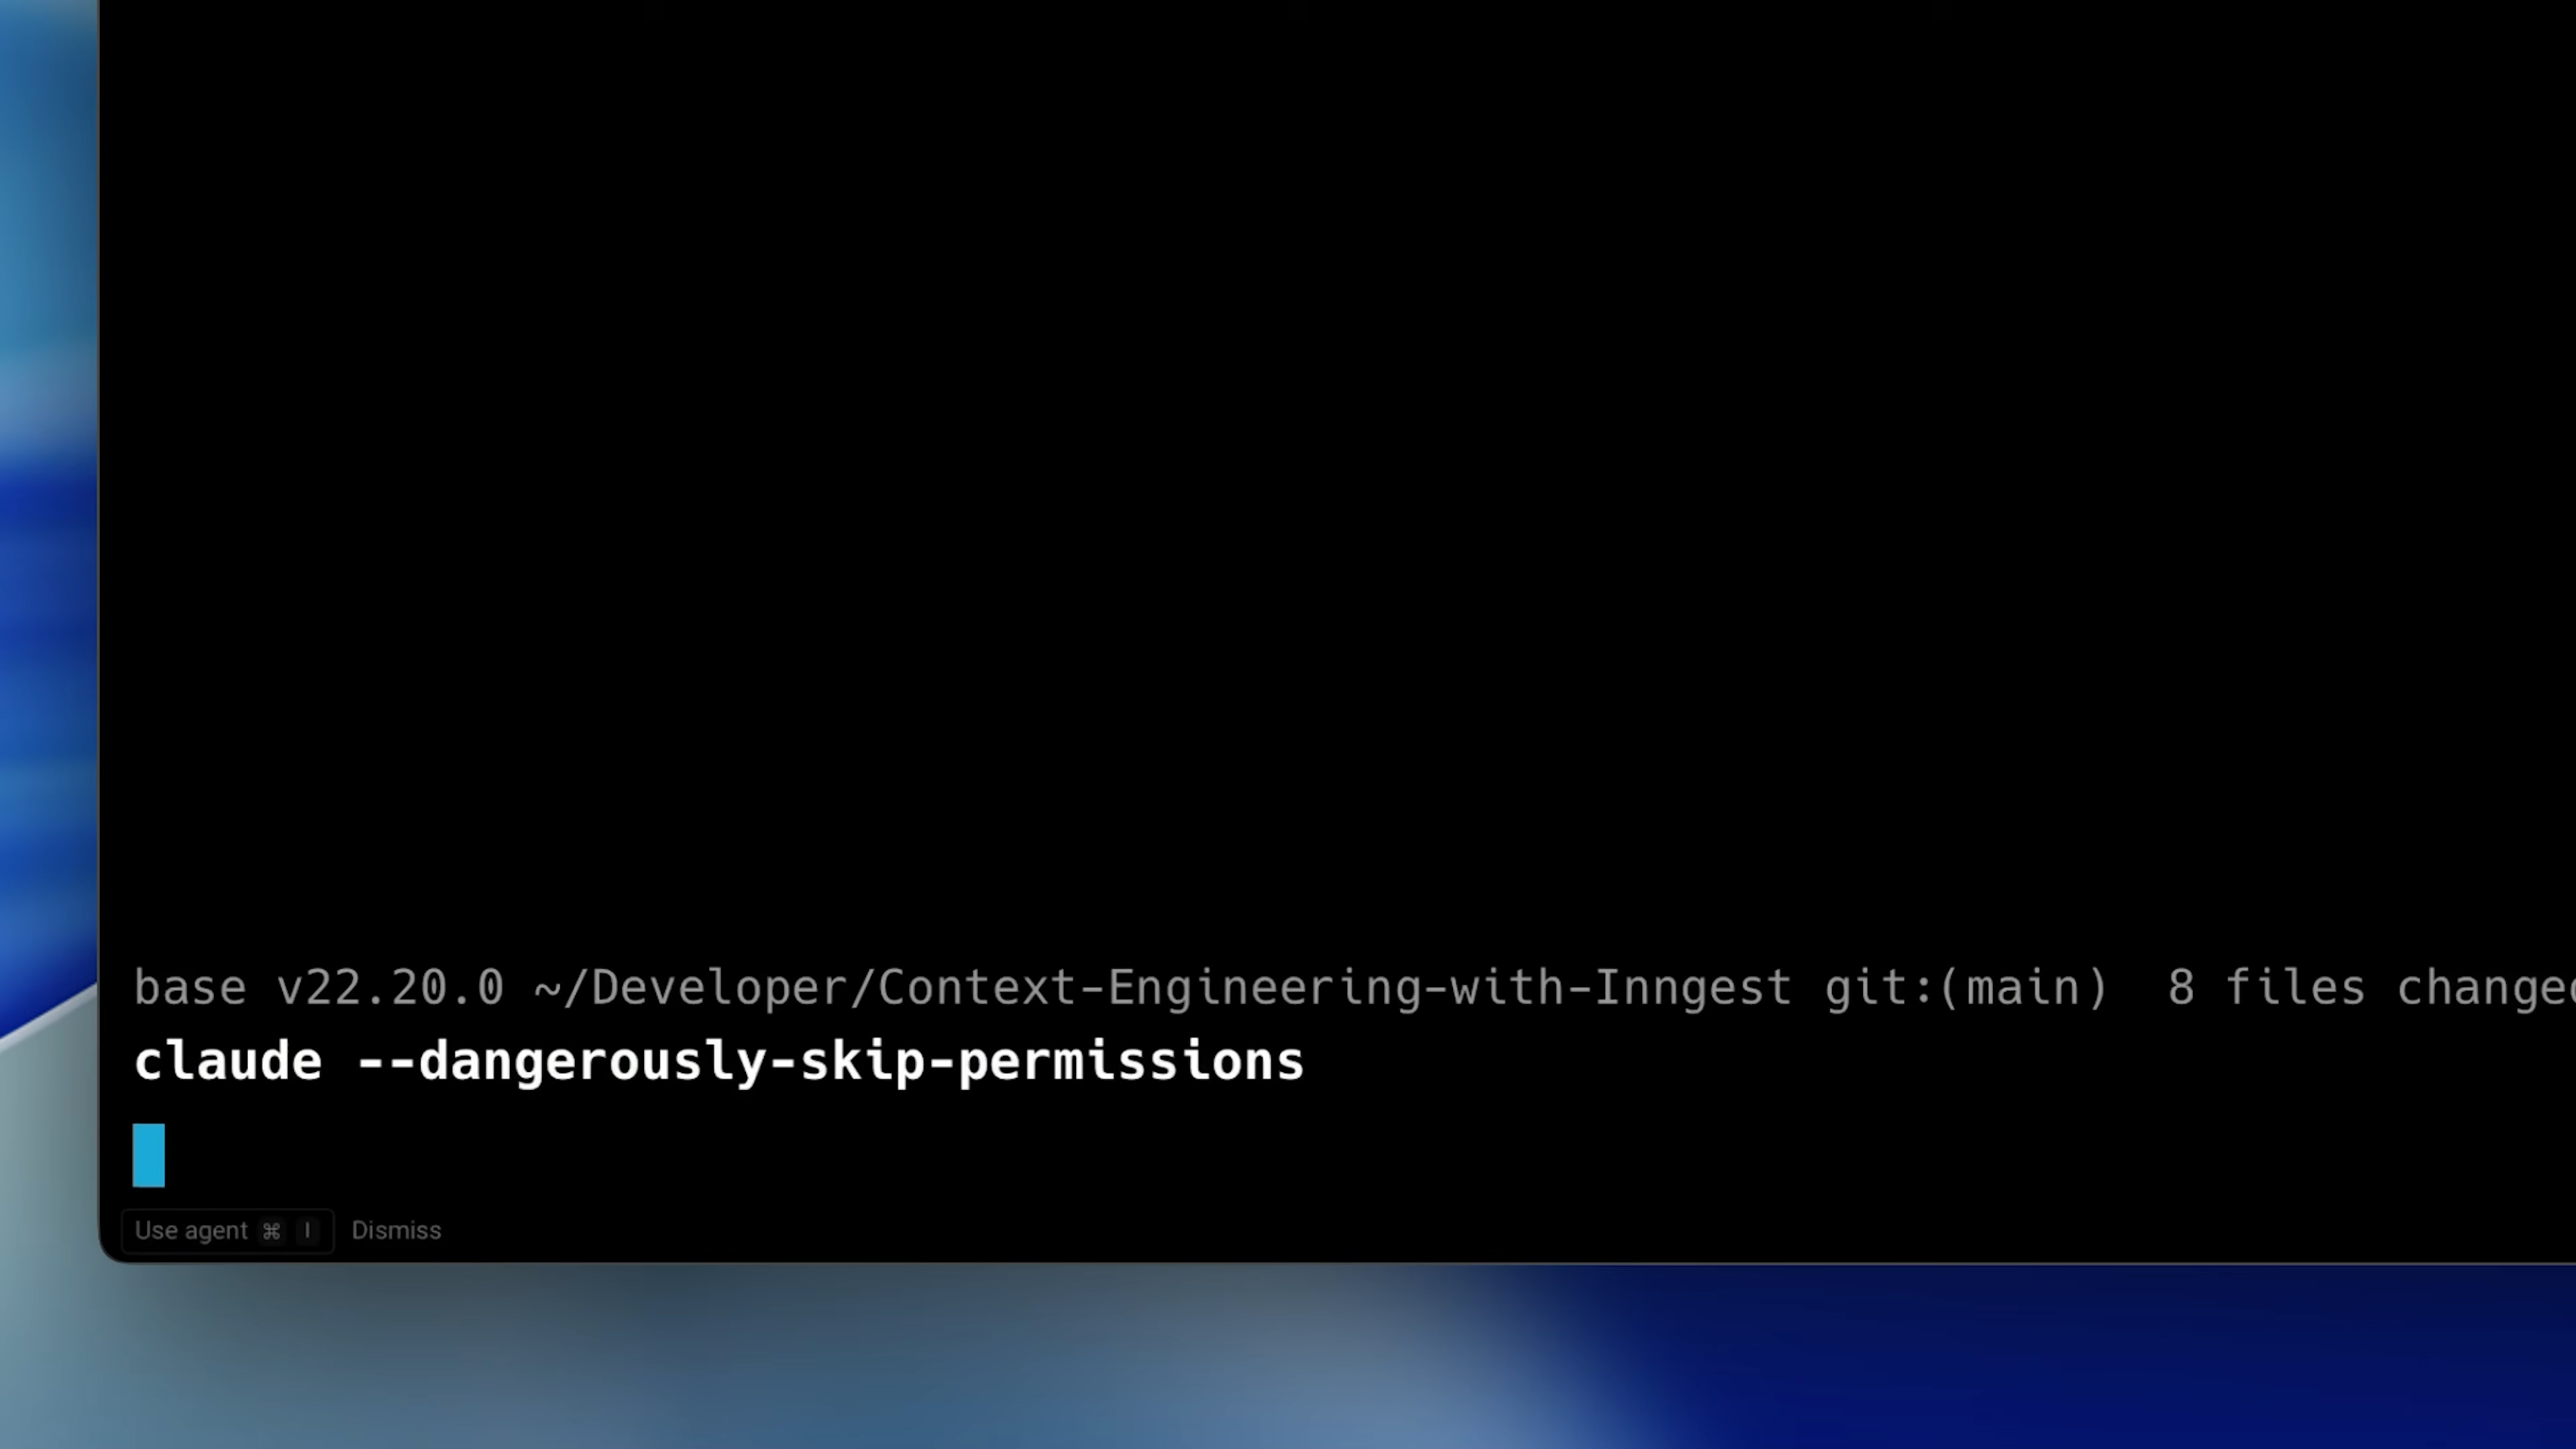 base v22.20.0 ~/Developer/Context-Engineering-with-Inngest git:(main) 8 files changed
claude --dangerously-skip-permissions
Use agent ⌘ I Dismiss